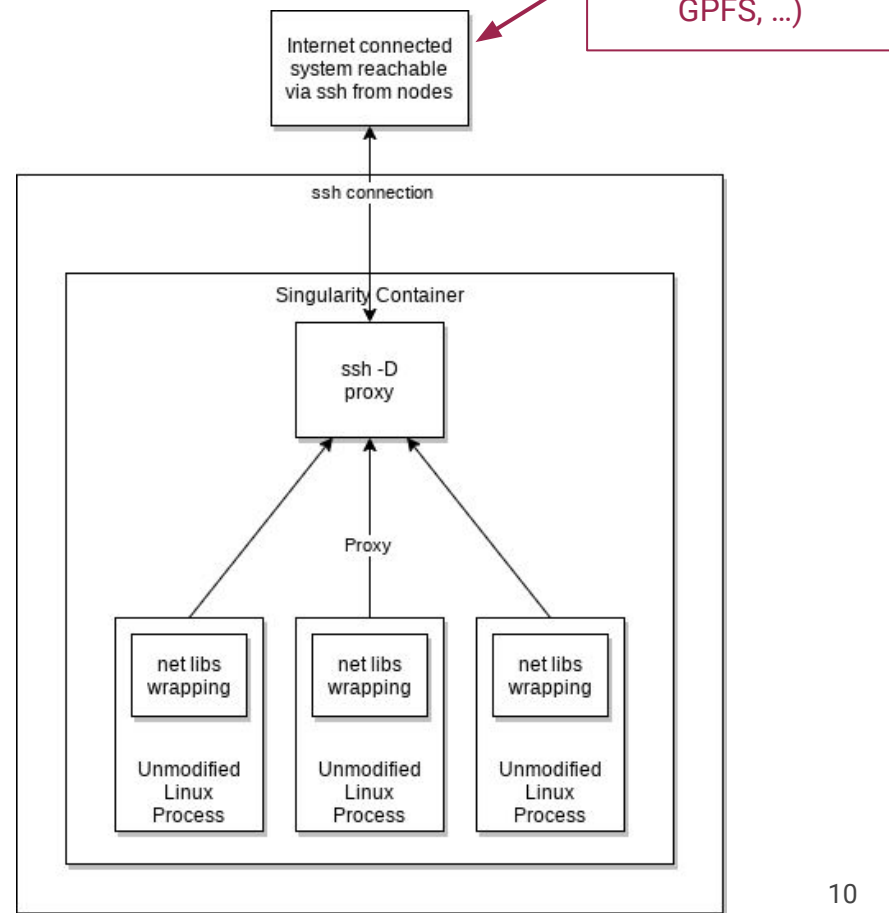 GPFS, ...)
Internet connected
system reachable
via ssh from nodes
ssh connection
Singularity Container
ssh -D
proxy
Proxy
net libs
wrapping
net libs
wrapping
net libs
wrapping
Unmodified
Linux
Process
Unmodified
Linux
Process
Unmodified
Linux
Process
10